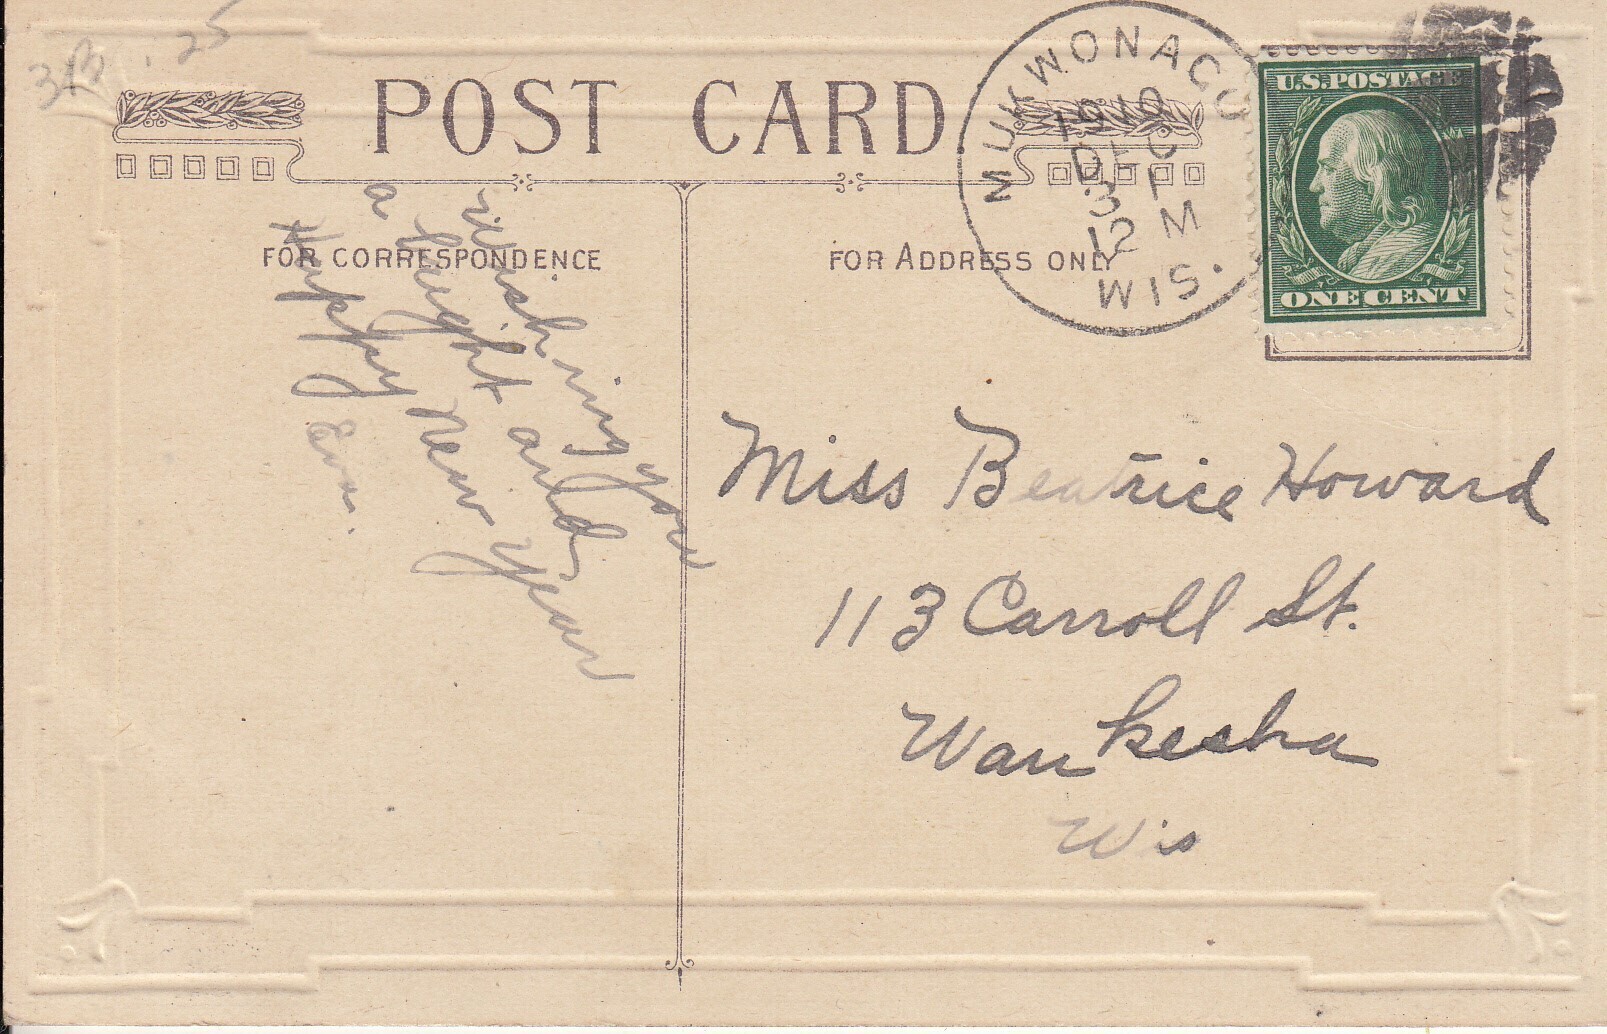 25
POST CARD
FOR CORRESPONDENCE
FOR ADDRESS ONLY
MUKWONAGO
1910
DEC
31
12 M
WIS.
U.S. POSTAGE
ONE CENT
wishing you
a bright and
Happy New Year
Miss Beatrice Howard
113 Carroll St.
Waukesha
Wis